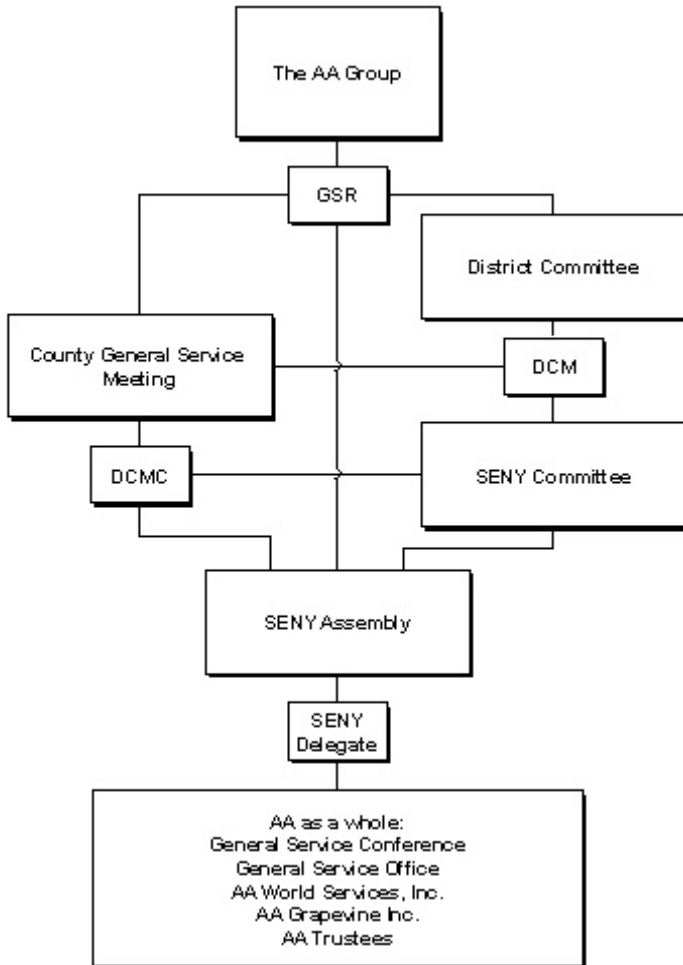 The AA Group
GSR
District Committee
County General Service
Meeting
DCM
DCMC
SENY Committee
SENY Assembly
SENY
Delegate
AA as a whole:
General Service Conference
General Service Office
AA World Services, Inc.
AA Grapevine Inc.
AA Trustees